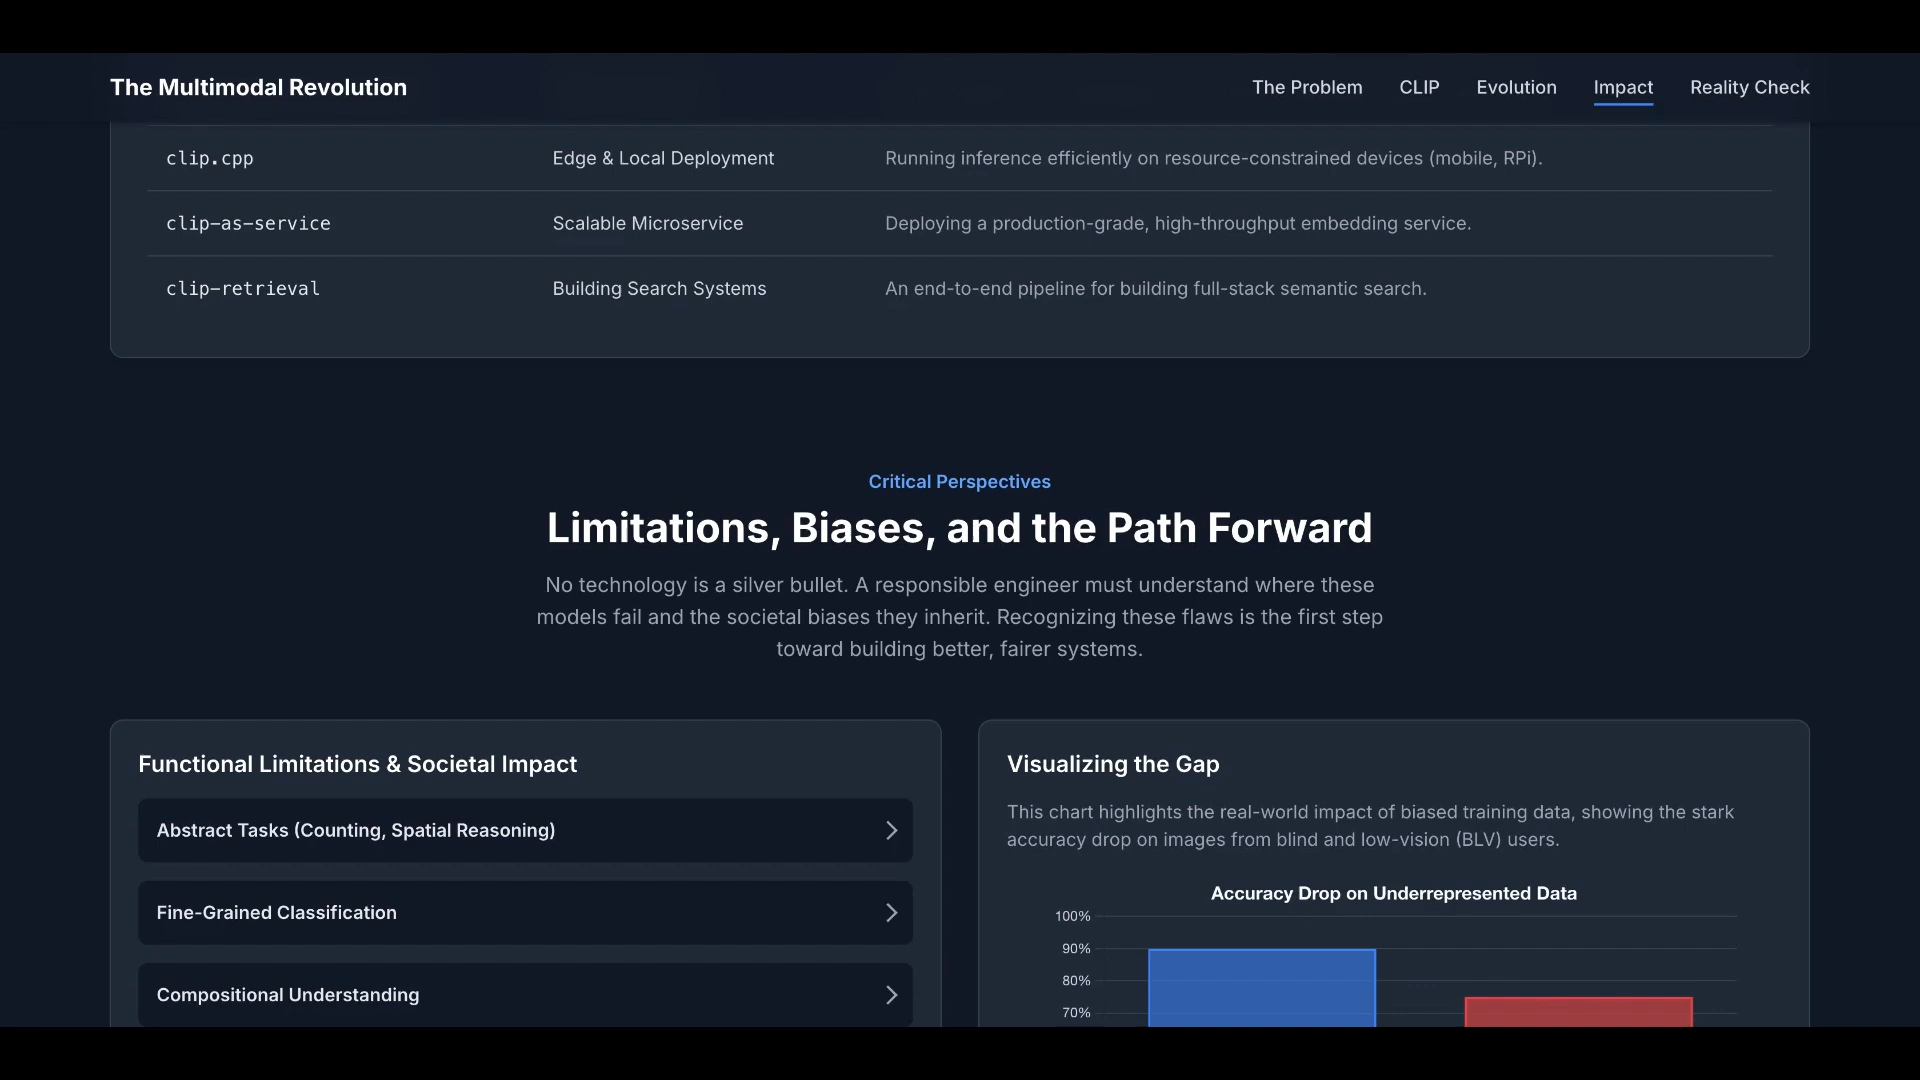 The Multimodal Revolution
The Problem
CLIP
Evolution
Impact
Reality Check
clip.cpp
Edge & Local Deployment
Running inference efficiently on resource-constrained devices (mobile, RPi).
clip-as-service
Scalable Microservice
Deploying a production-grade, high-throughput embedding service.
clip-retrieval
Building Search Systems
An end-to-end pipeline for building full-stack semantic search.
Critical Perspectives
Limitations, Biases, and the Path Forward
No technology is a silver bullet. A responsible engineer must understand where these
models fail and the societal biases they inherit. Recognizing these flaws is the first step
toward building better, fairer systems.
Functional Limitations & Societal Impact
Abstract Tasks (Counting, Spatial Reasoning)
Fine-Grained Classification
Compositional Understanding
Visualizing the Gap
This chart highlights the real-world impact of biased training data, showing the stark
accuracy drop on images from blind and low-vision (BLV) users.
Accuracy Drop on Underrepresented Data
100%
90%
80%
70%